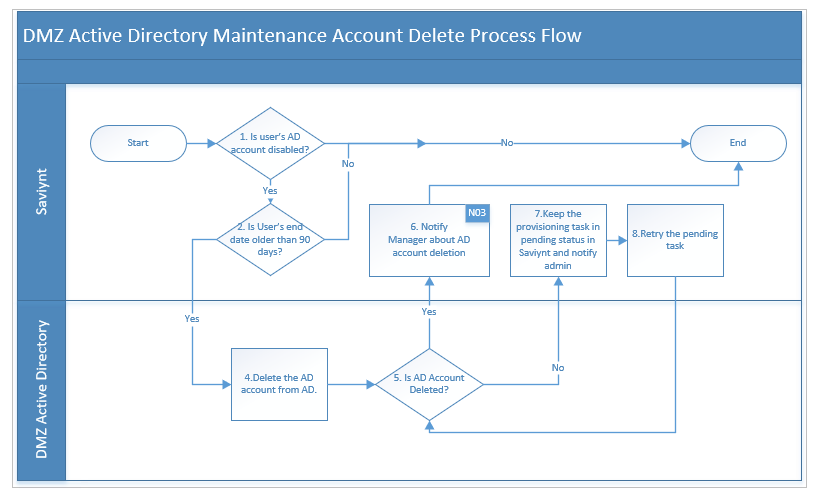 DMZ Active Directory Maintenance Account Delete Process Flow
Saviynt
Start
1. Is user's AD
account disabled?
No
End
Yes
No
2. Is User's end
date older than 90
days?
6. Notify
Manager about AD
account deletion
N03
7.Keep the
provisioning task in
pending status in
Saviynt and notify
admin
8.Retry the pending
task
Yes
Yes
DMZ Active Directory
4.Delete the AD
account from AD.
5. Is AD Account
Deleted?
No